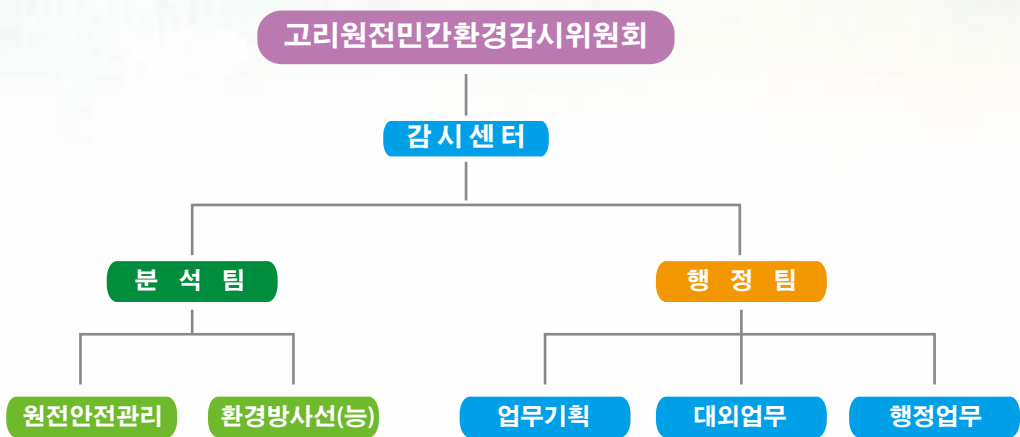 고리원전민간환경감시위원회
감시센터
분석팀
행정팀
원전안전관리
환경방사선(능)
업무기획
대외업무
행정업무